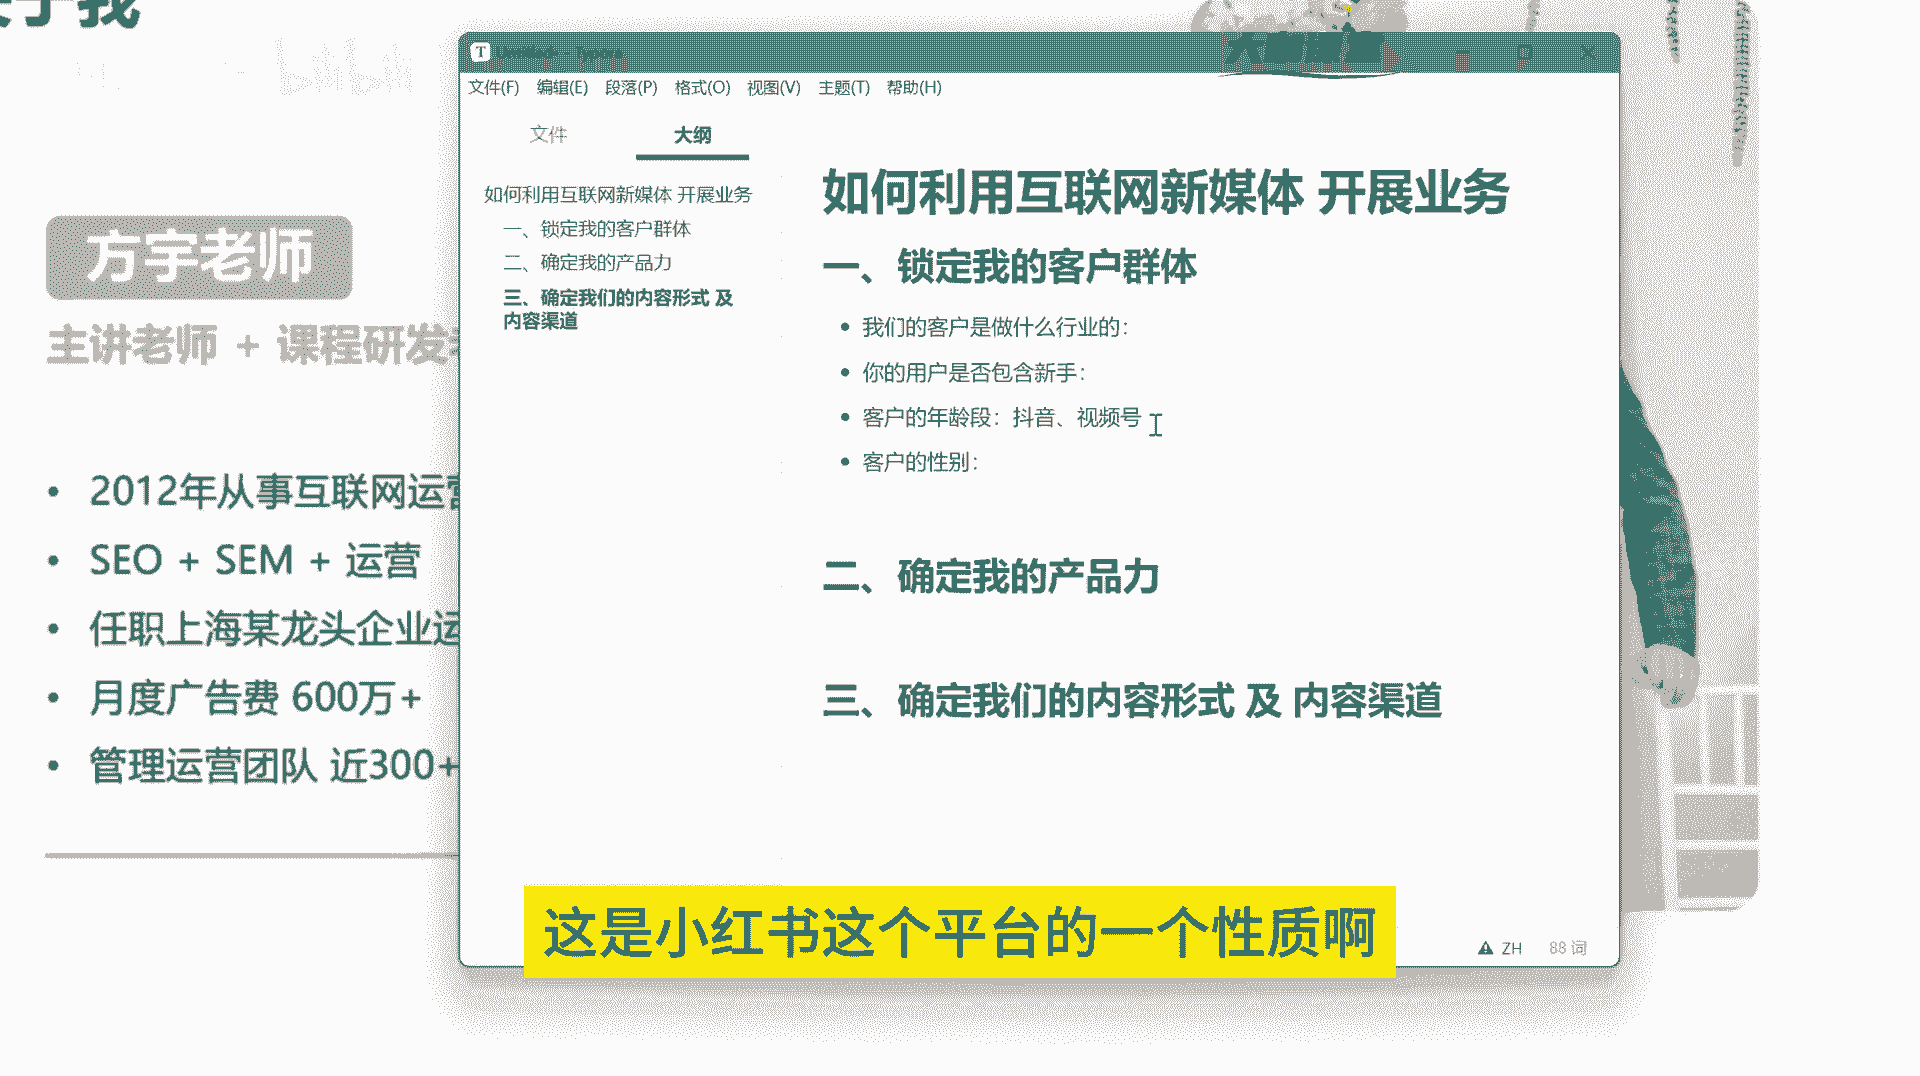 于我
bilibili
方宇老师
主讲老师 + 课程研发
2012年从事互联网运营
SEO + SEM + 运营
任职上海某龙头企业运
月度广告费 600万+
管理运营团队 近300+
文件(F) 编辑(E) 段落(P) 格式(O) 视图(V) 主题(T) 帮助(H)
文件 大纲
如何利用互联网新媒体 开展业务
一、锁定我的客户群体
二、确定我的产品力
三、确定我们的内容形式 及
内容渠道
如何利用互联网新媒体 开展业务
一、锁定我的客户群体
我们的客户是做什么行业的：
你的用户是否包含新手：
客户的年龄段：抖音、视频号
客户的性别：
二、确定我的产品力
三、确定我们的内容形式 及 内容渠道
这是小红书这个平台的一个性质啊
ZH 88 词